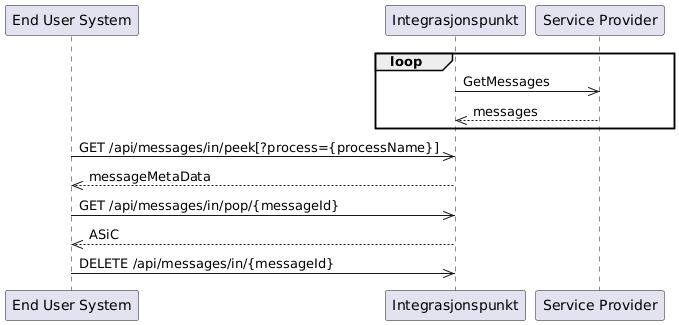 End User System
Integrasjonspunkt
Service Provider
loop
GetMessages
messages
GET /api/messages/in/peek[?process={processName}]
messageMetaData
GET /api/messages/in/pop/{messageId}
ASiC
DELETE /api/messages/in/{messageId}
End User System
Integrasjonspunkt
Service Provider